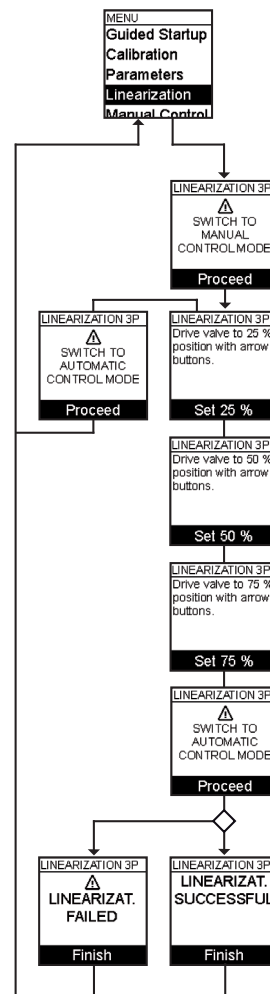 MENU
Guided Startup
Calibration
Parameters
Linearization
Manual Control
LINEARIZATION 3P
SWITCH TO
MANUAL
CONTROL MODE
Proceed
LINEARIZATION 3P
SWITCH TO
AUTOMATIC
CONTROL MODE
Proceed
LINEARIZATION 3P
Drive valve to 25 %
position with arrow
buttons.
Set 25 %
LINEARIZATION 3P
Drive valve to 50 %
position with arrow
buttons.
Set 50 %
LINEARIZATION 3P
Drive valve to 75 %
position with arrow
buttons.
Set 75 %
LINEARIZATION 3P
SWITCH TO
AUTOMATIC
CONTROL MODE
Proceed
LINEARIZATION 3P
LINEARIZAT.
FAILED
Finish
LINEARIZATION 3P
LINEARIZAT.
SUCCESSFUL
Finish